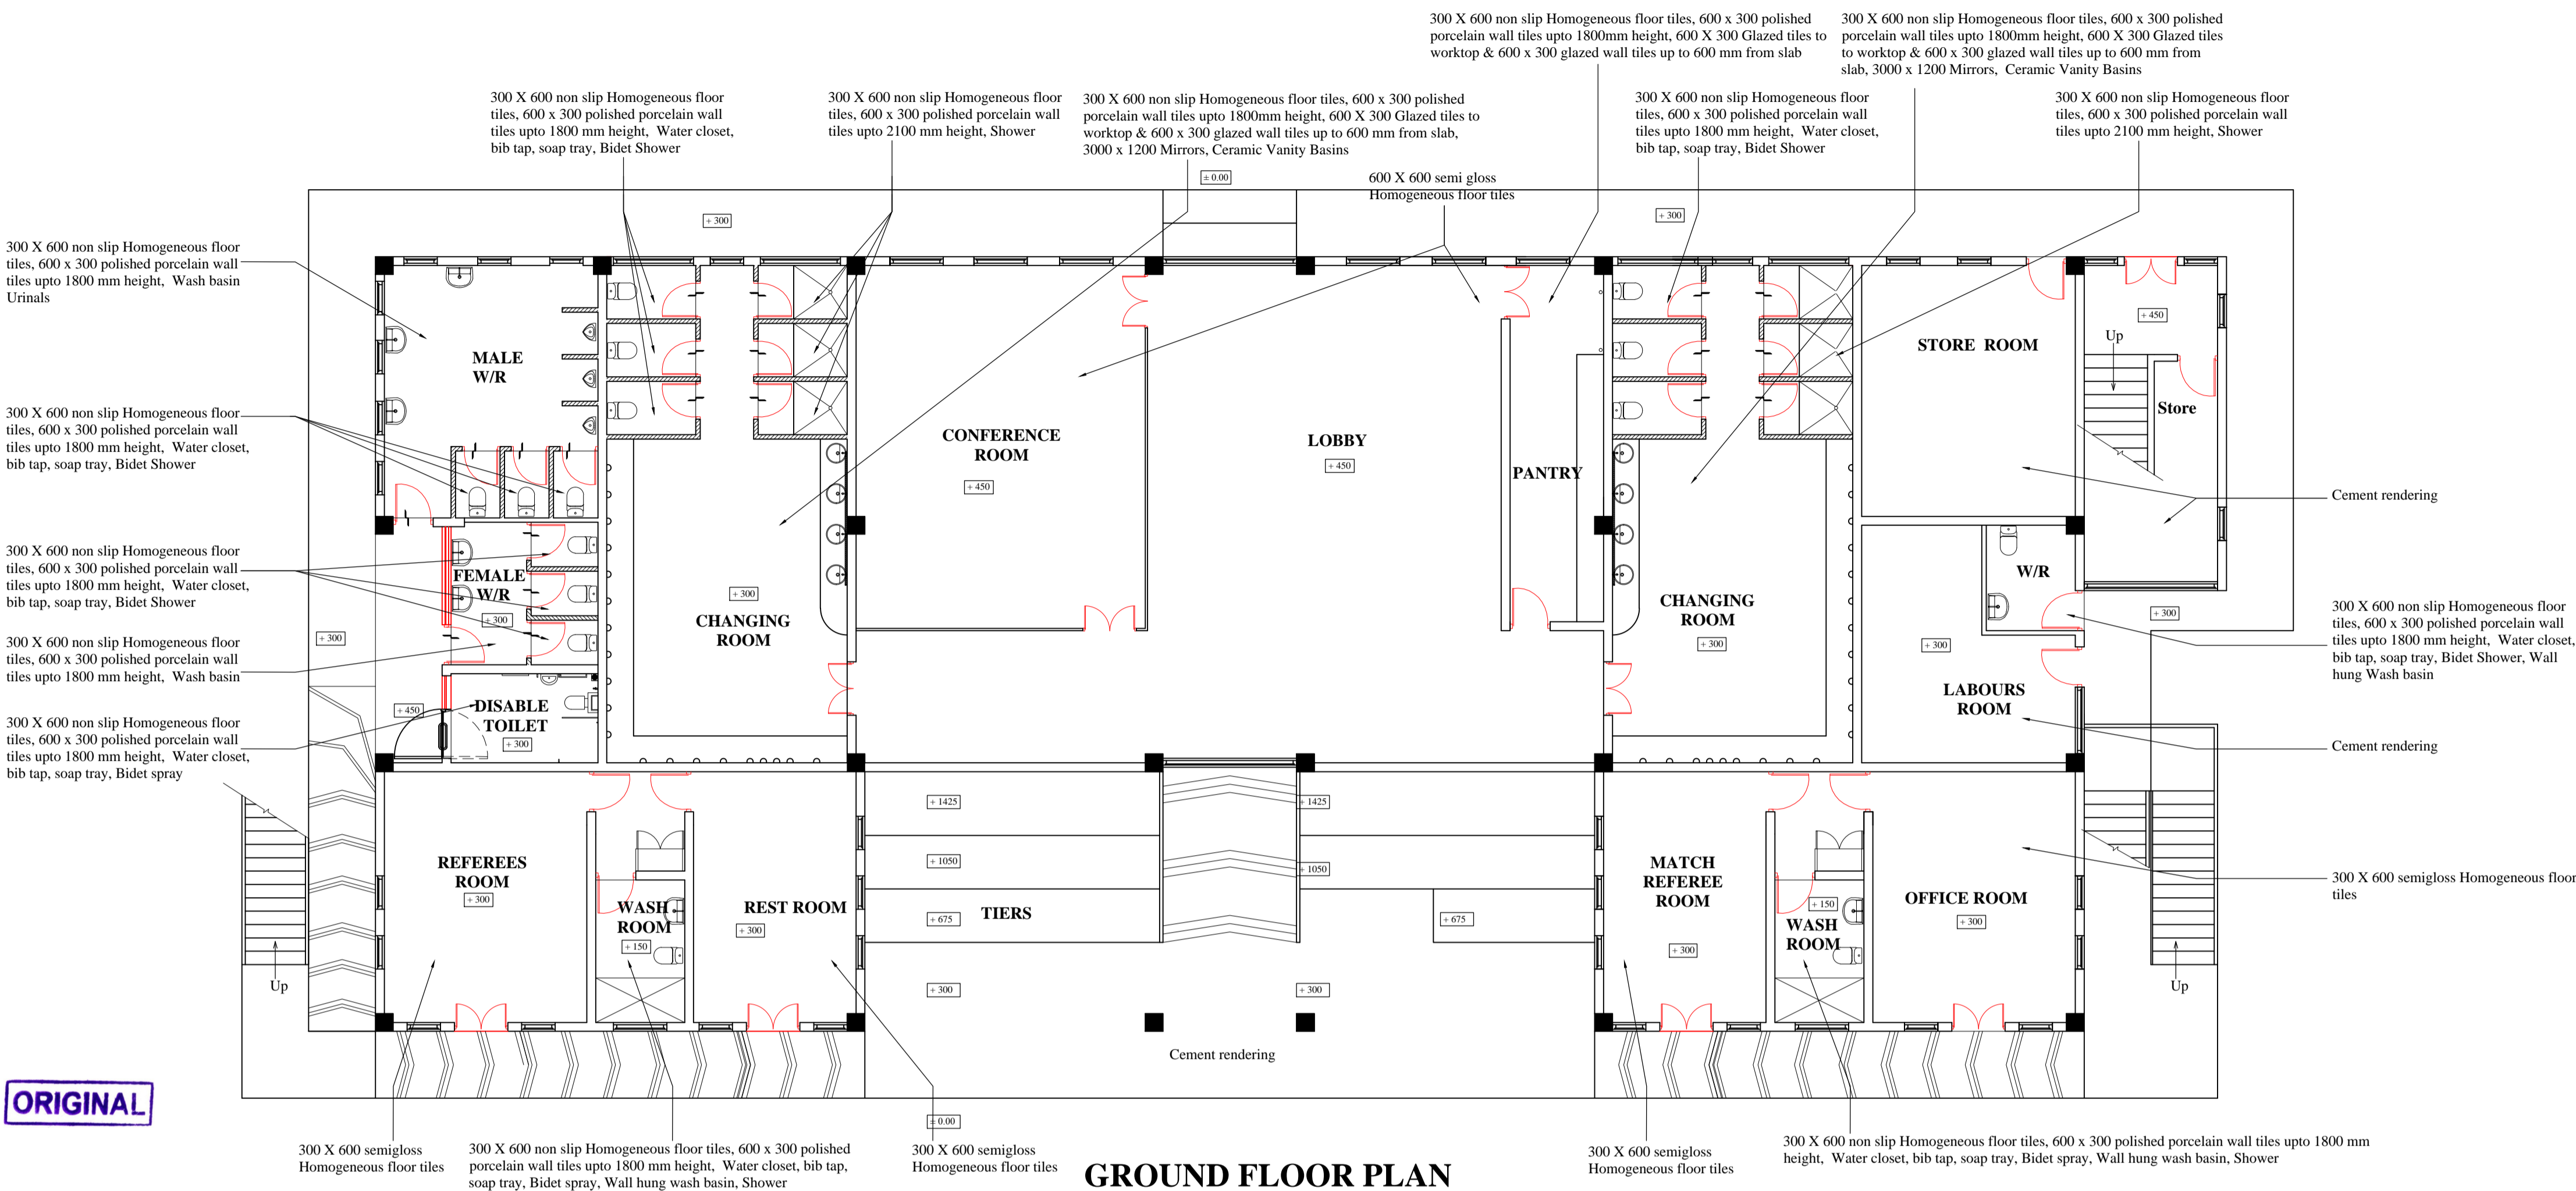 300 X 600 non slip Homogeneous floor tiles, 600 x 300 polished
porcelain wall tiles upto 1800mm height, 600 X 300 Glazed tiles to
worktop & 600 x 300 glazed wall tiles up to 600 mm from slab
300 X 600 non slip Homogeneous floor tiles, 600 x 300 polished
porcelain wall tiles upto 1800mm height, 600 X 300 Glazed tiles
to worktop & 600 x 300 glazed wall tiles up to 600 mm from
slab, 3000 x 1200 Mirrors, Ceramic Vanity Basins
300 X 600 non slip Homogeneous floor
tiles, 600 x 300 polished porcelain wall
tiles upto 1800 mm height, Water closet,
bib tap, soap tray, Bidet Shower
300 X 600 non slip Homogeneous floor
tiles, 600 x 300 polished porcelain wall
tiles upto 2100 mm height, Shower
300 X 600 non slip Homogeneous floor tiles, 600 x 300 polished
porcelain wall tiles upto 1800mm height, 600 X 300 Glazed tiles to
worktop & 600 x 300 glazed wall tiles up to 600 mm from slab,
3000 x 1200 Mirrors, Ceramic Vanity Basins
300 X 600 non slip Homogeneous floor
tiles, 600 x 300 polished porcelain wall
tiles upto 1800 mm height, Water closet,
bib tap, soap tray, Bidet Shower
300 X 600 non slip Homogeneous floor
tiles, 600 x 300 polished porcelain wall
tiles upto 2100 mm height, Shower
± 0.00
600 X 600 semi gloss
Homogeneous floor tiles
+ 300
+ 300
300 X 600 non slip Homogeneous floor
tiles, 600 x 300 polished porcelain wall
tiles upto 1800 mm height, Wash basin
Urinals
MALE
W/R
STORE ROOM
+ 450
Up
Store
300 X 600 non slip Homogeneous floor
tiles, 600 x 300 polished porcelain wall
tiles upto 1800 mm height, Water closet,
bib tap, soap tray, Bidet Shower
CONFERENCE
ROOM
+ 450
LOBBY
+ 450
PANTRY
Cement rendering
300 X 600 non slip Homogeneous floor
tiles, 600 x 300 polished porcelain wall
tiles upto 1800 mm height, Water closet,
bib tap, soap tray, Bidet Shower
FEMALE
W/R
+ 300
+ 300
CHANGING
ROOM
CHANGING
ROOM
+ 300
W/R
+ 300
+ 300
300 X 600 non slip Homogeneous floor
tiles, 600 x 300 polished porcelain wall
tiles upto 1800 mm height, Water closet,
bib tap, soap tray, Bidet Shower, Wall
hung Wash basin
300 X 600 non slip Homogeneous floor
tiles, 600 x 300 polished porcelain wall
tiles upto 1800 mm height, Wash basin
+ 300
LABOURS
ROOM
300 X 600 non slip Homogeneous floor
tiles, 600 x 300 polished porcelain wall
tiles upto 1800 mm height, Water closet,
bib tap, soap tray, Bidet spray
+ 450
DISABLE
TOILET
+ 300
Cement rendering
+ 1425
+ 1425
REFEREES
ROOM
+ 300
+ 1050
+ 1050
MATCH
REFEREE
ROOM
+ 300
300 X 600 semigloss Homogeneous floor
tiles
WASH
ROOM
+ 150
REST ROOM
+ 300
+ 675
TIERS
+ 675
+ 150
WASH
ROOM
OFFICE ROOM
+ 300
Up
+ 300
+ 300
Up
Cement rendering
ORIGINAL
± 0.00
300 X 600 semigloss
Homogeneous floor tiles
300 X 600 non slip Homogeneous floor tiles, 600 x 300 polished
porcelain wall tiles upto 1800 mm height, Water closet, bib tap,
soap tray, Bidet spray, Wall hung wash basin, Shower
300 X 600 semigloss
Homogeneous floor tiles
GROUND FLOOR PLAN
300 X 600 semigloss
Homogeneous floor tiles
300 X 600 non slip Homogeneous floor tiles, 600 x 300 polished porcelain wall tiles upto 1800 mm
height, Water closet, bib tap, soap tray, Bidet spray, Wall hung wash basin, Shower